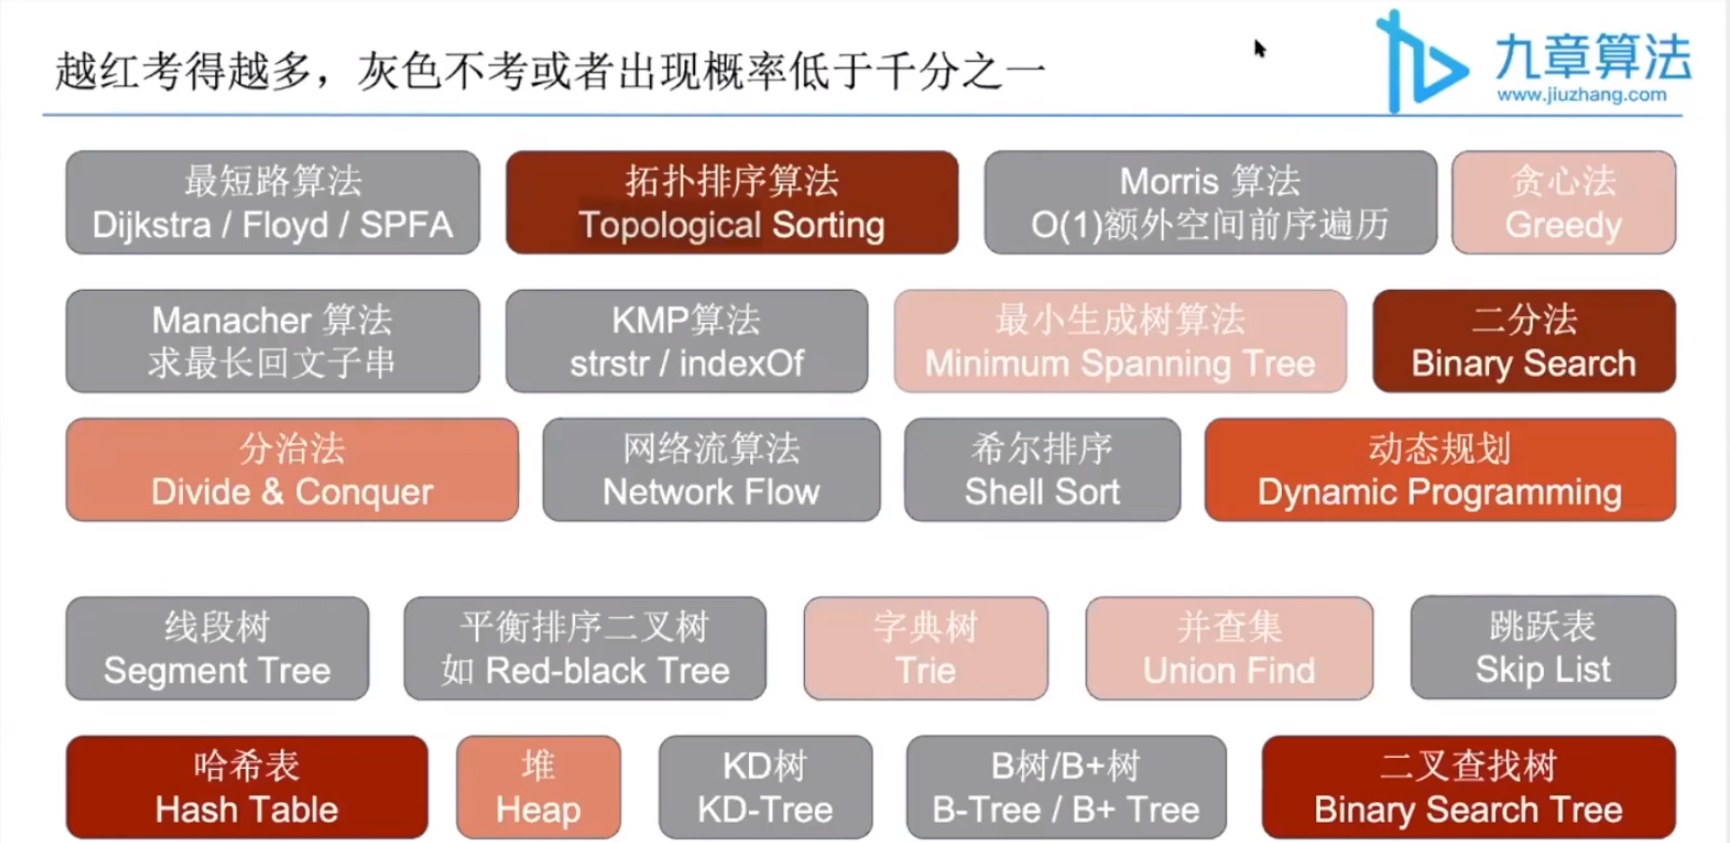 越红考得越多，灰色不考或者出现概率低于千分之一
九章算法
www.jiuzhang.com
最短路算法
Dijkstra / Floyd / SPFA
拓扑排序算法
Topological Sorting
Morris 算法
O(1)额外空间前序遍历
贪心法
Greedy
Manacher 算法
求最长回文子串
KMP算法
strstr / indexOf
最小生成树算法
Minimum Spanning Tree
二分法
Binary Search
分治法
Divide & Conquer
网络流算法
Network Flow
希尔排序
Shell Sort
动态规划
Dynamic Programming
线段树
Segment Tree
平衡排序二叉树
如 Red-black Tree
字典树
Trie
并查集
Union Find
跳跃表
Skip List
哈希表
Hash Table
堆
Heap
KD树
KD-Tree
B树/B+树
B-Tree / B+ Tree
二叉查找树
Binary Search Tree